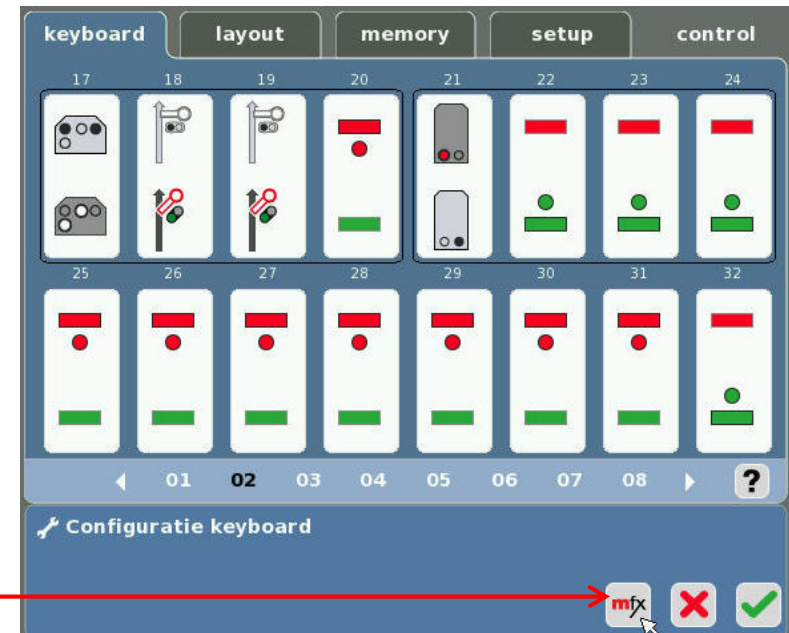 keyboard layout memory setup control
17 18 19 20 21 22 23 24
25 26 27 28 29 30 31 32
01 02 03 04 05 06 07 08 ?
Configuratie keyboard
mfx